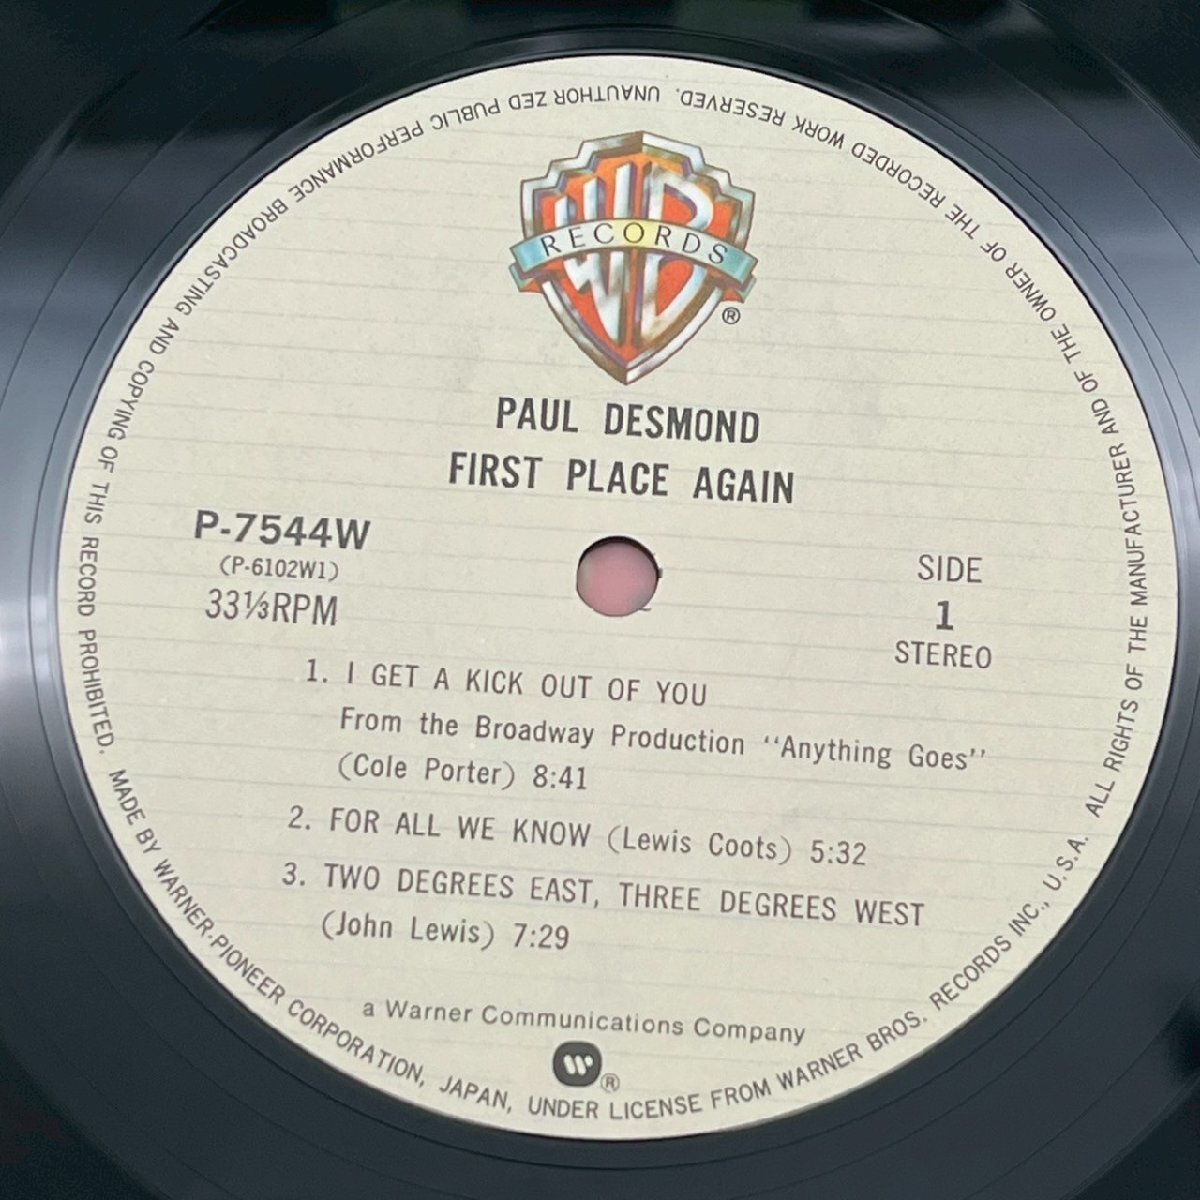 WB
RECORDS
®
PAUL DESMOND
FIRST PLACE AGAIN
P-7544W
(P-6102W1)
33⅓RPM
SIDE
1
STEREO
1. I GET A KICK OUT OF YOU
From the Broadway Production "Anything Goes"
(Cole Porter) 8:41
2. FOR ALL WE KNOW (Lewis Coots) 5:32
3. TWO DEGREES EAST, THREE DEGREES WEST
(John Lewis) 7:29
a Warner Communications Company
W ®
MADE BY WARNER-PIONEER CORPORATION, JAPAN, UNDER LICENSE FROM WARNER BROS. RECORDS INC., U.S.A. ALL RIGHTS OF THE MANUFACTURER AND OF THE OWNER OF THE RECORDED WORK RESERVED. UNAUTHOR ZED PUBLIC PERFORMANCE BROADCASTING AND COPYING OF THIS RECORD PROHIBITED.